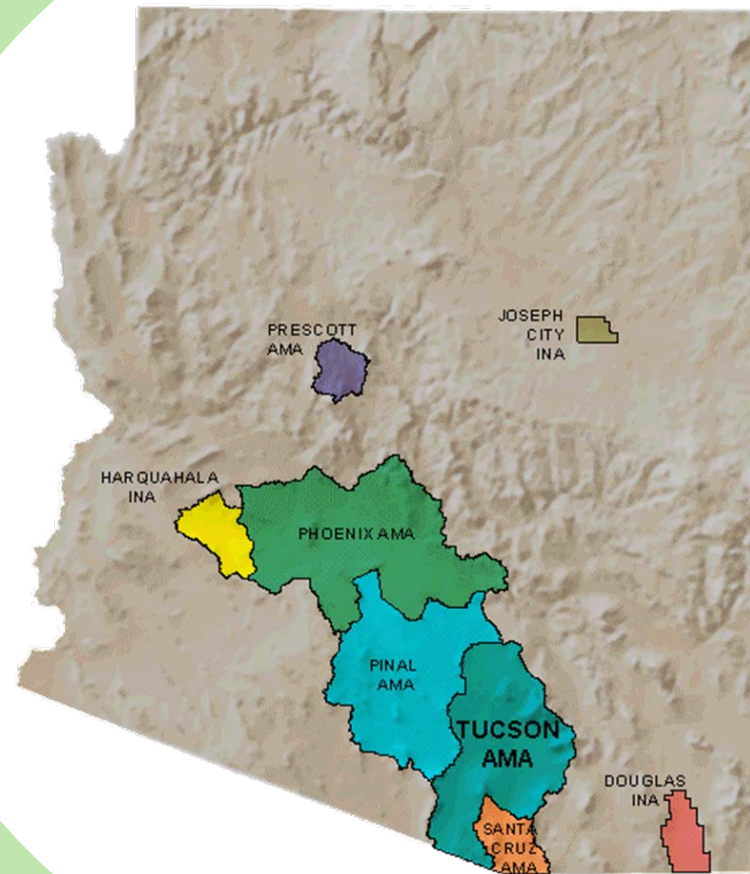 PRESCOTT
AMA
JOSEPH
CITY
INA
HARQUAHALA
INA
PHOENIX AMA
PINAL
AMA
TUCSON
AMA
DOUGLAS
INA
SANTA
CRUZ
AMA